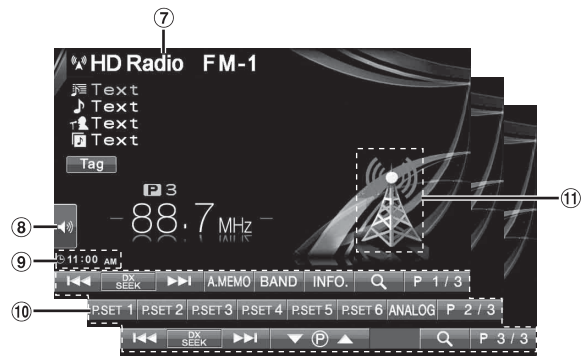 ⑦
HD Radio FM-1
Text
Text
Text
Text
Tag
P 3
88.7 MHz
⑧
⑨
11:00 AM
⑪
DX SEEK A.MEMO BAND INFO. P 1/3
⑩
P.SET 1 P.SET 2 P.SET 3 P.SET 4 P.SET 5 P.SET 6 ANALOG P 2/3
DX SEEK P P 3/3